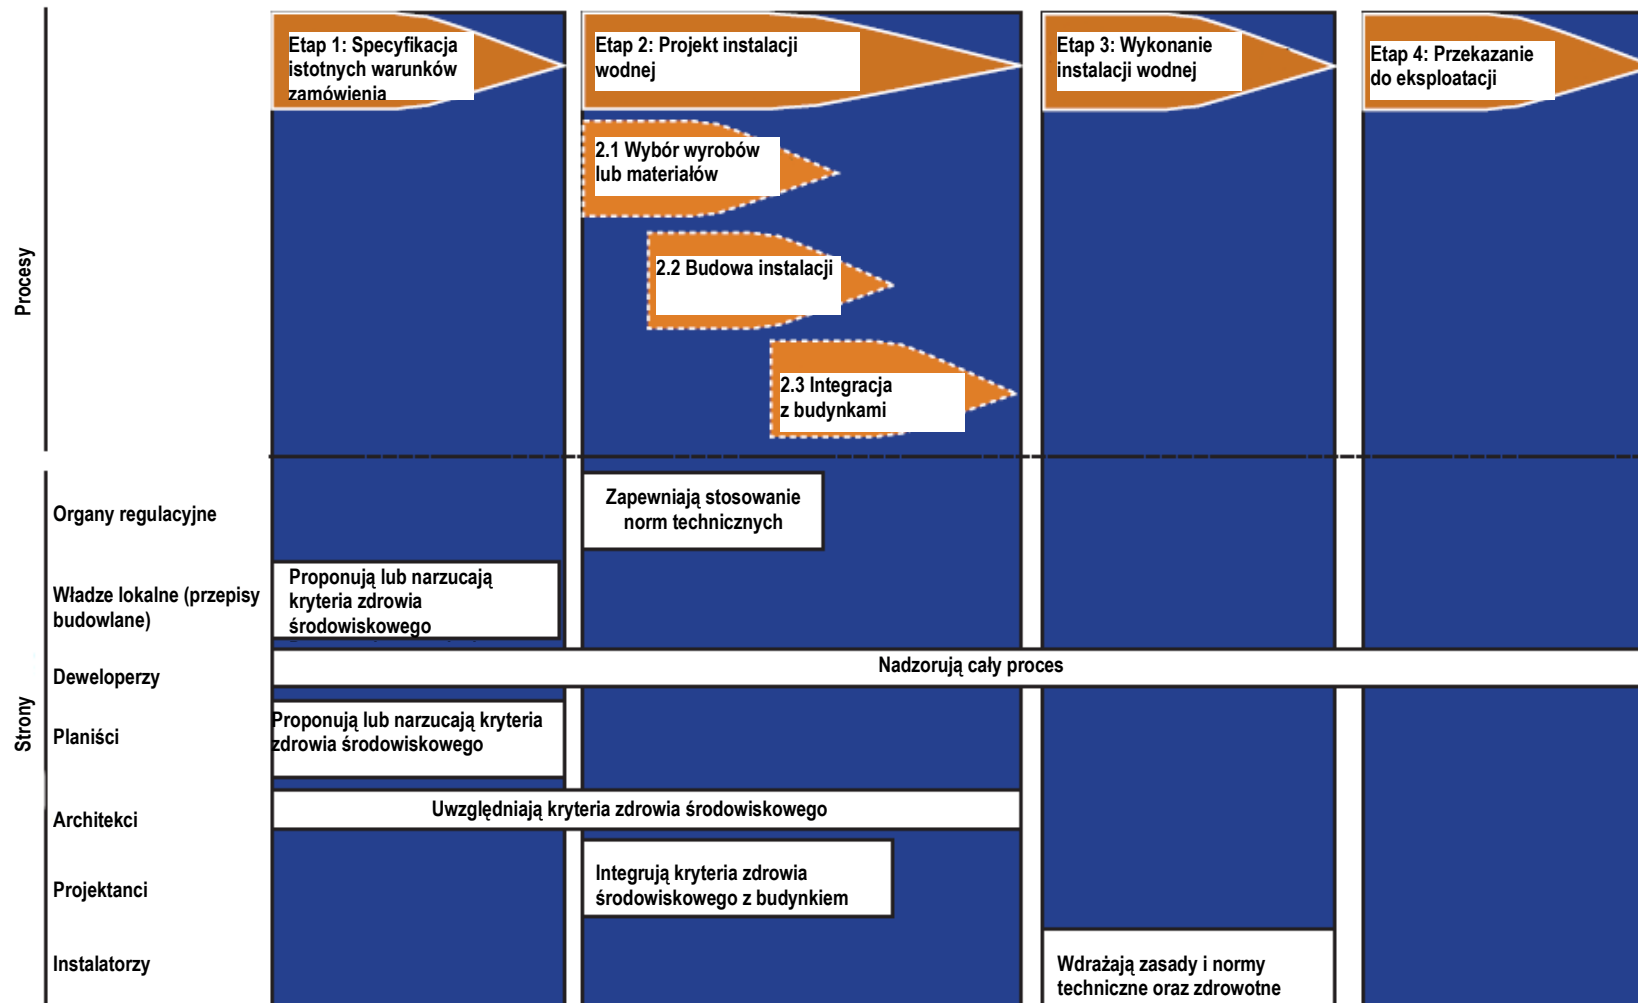 Etap 1: Specyfikacja
istotnych warunków
zamówienia
Etap 2: Projekt instalacji
wodnej
Etap 3: Wykonanie
instalacji wodnej
Etap 4: Przekazanie
do eksploatacji
2.1 Wybór wyrobów
lub materiałów
2.2 Budowa instalacji
2.3 Integracja
z budynkami
Procesy
Strony
Organy regulacyjne
Zapewniają stosowanie
norm technicznych
Władze lokalne (przepisy
budowlane)
Proponują lub narzucają
kryteria zdrowia
środowiskowego
Deweloperzy
Nadzorują cały proces
Planiści
Proponują lub narzucają kryteria
zdrowia środowiskowego
Architekci
Uwzględniają kryteria zdrowia środowiskowego
Projektanci
Integrują kryteria zdrowia
środowiskowego z budynkiem
Instalatorzy
Wdrażają zasady i normy
techniczne oraz zdrowotne